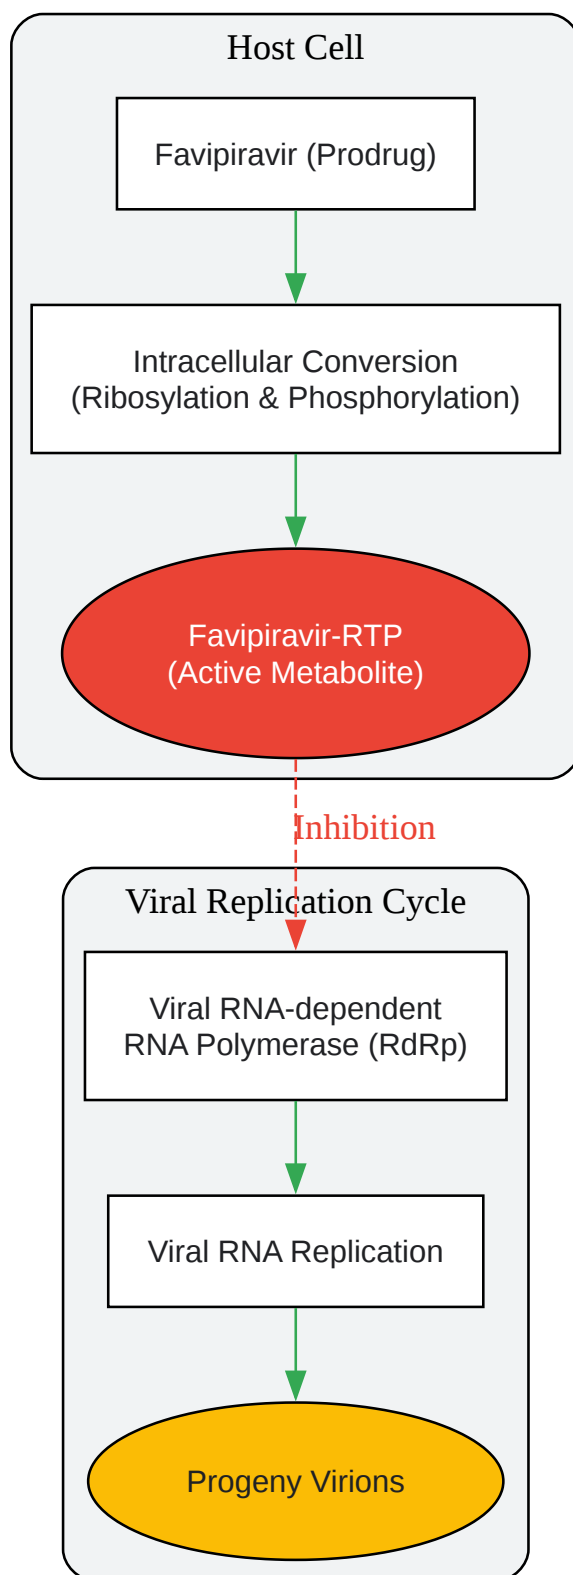 Host Cell
Favipiravir (Prodrug)
Intracellular Conversion
(Ribosylation & Phosphorylation)
Favipiravir-RTP
(Active Metabolite)
Inhibition
Viral Replication Cycle
Viral RNA-dependent
RNA Polymerase (RdRp)
Viral RNA Replication
Progeny Virions